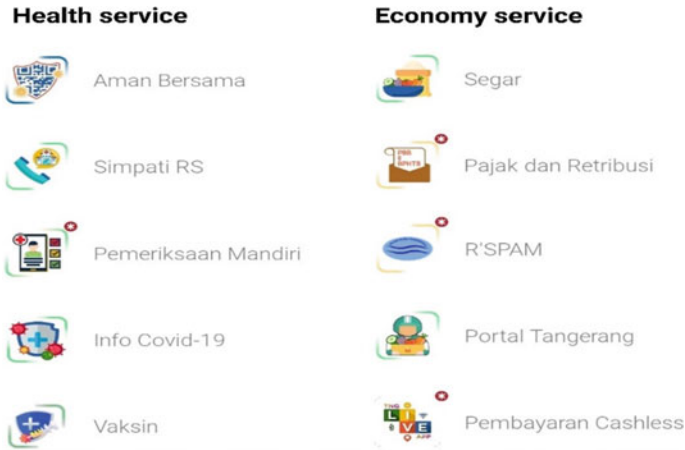 Health service
Aman Bersama
Simpati RS
Pemeriksaan Mandiri
Info Covid-19
Vaksin
Economy service
Segar
PBB
Pajak dan Retribusi
R'SPAM
Portal Tangerang
LIVE
Pembayaran Cashless